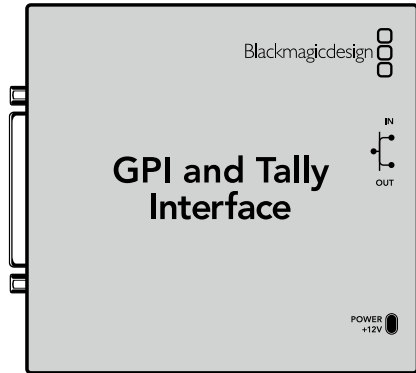 Blackmagicdesign
IN
OUT
GPI and Tally
Interface
POWER
+12V